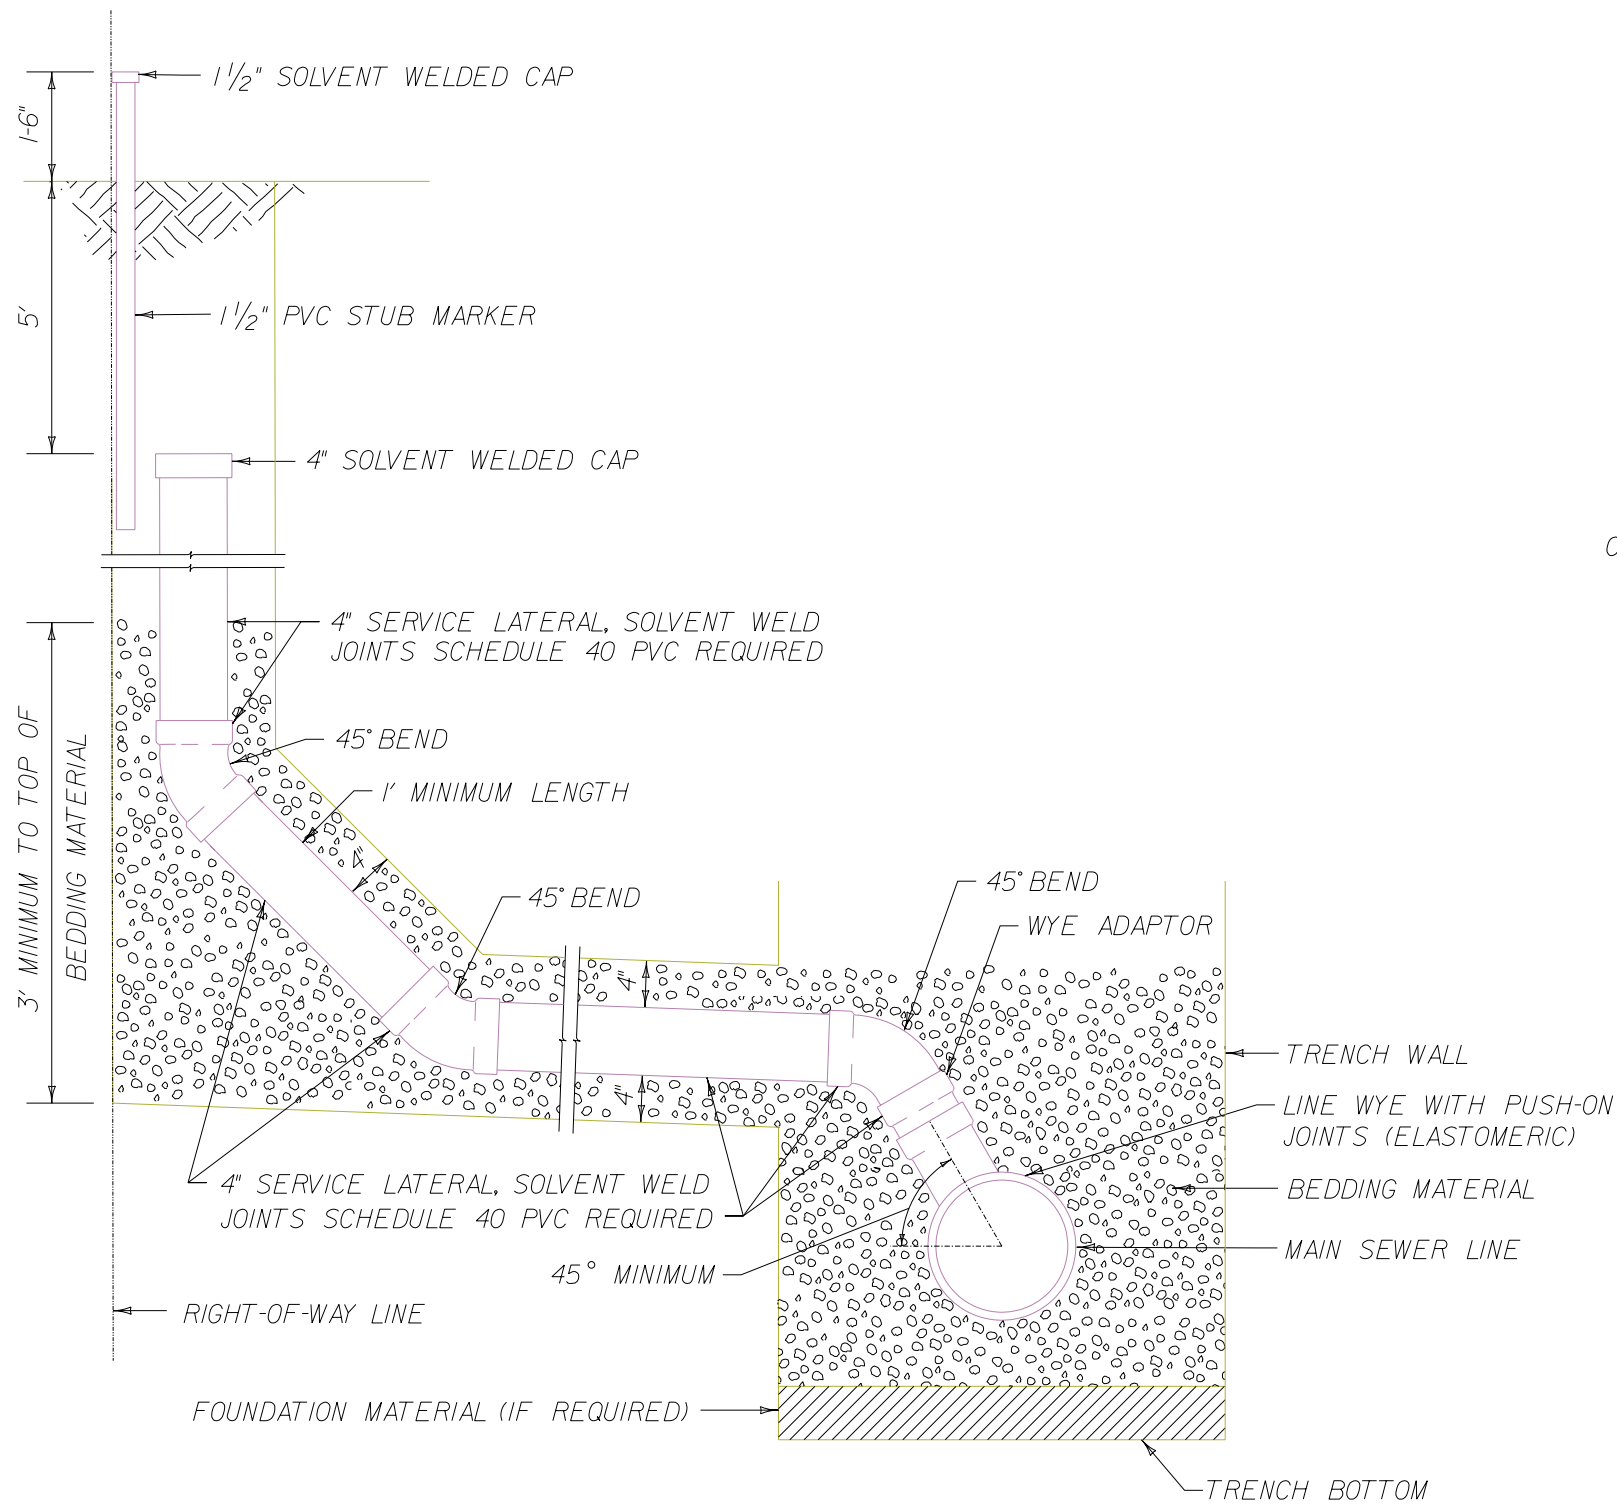 1 1/2" SOLVENT WELDED CAP
1-6"
5'
1 1/2" PVC STUB MARKER
4" SOLVENT WELDED CAP
4" SERVICE LATERAL, SOLVENT WELD
JOINTS SCHEDULE 40 PVC REQUIRED
3' MINIMUM TO TOP OF
BEDDING MATERIAL
45° BEND
1' MINIMUM LENGTH
4"
45° BEND
45° BEND
WYE ADAPTOR
4"
4"
TRENCH WALL
LINE WYE WITH PUSH-ON
JOINTS (ELASTOMERIC)
4" SERVICE LATERAL, SOLVENT WELD
JOINTS SCHEDULE 40 PVC REQUIRED
BEDDING MATERIAL
MAIN SEWER LINE
45° MINIMUM
RIGHT-OF-WAY LINE
FOUNDATION MATERIAL (IF REQUIRED)
TRENCH BOTTOM